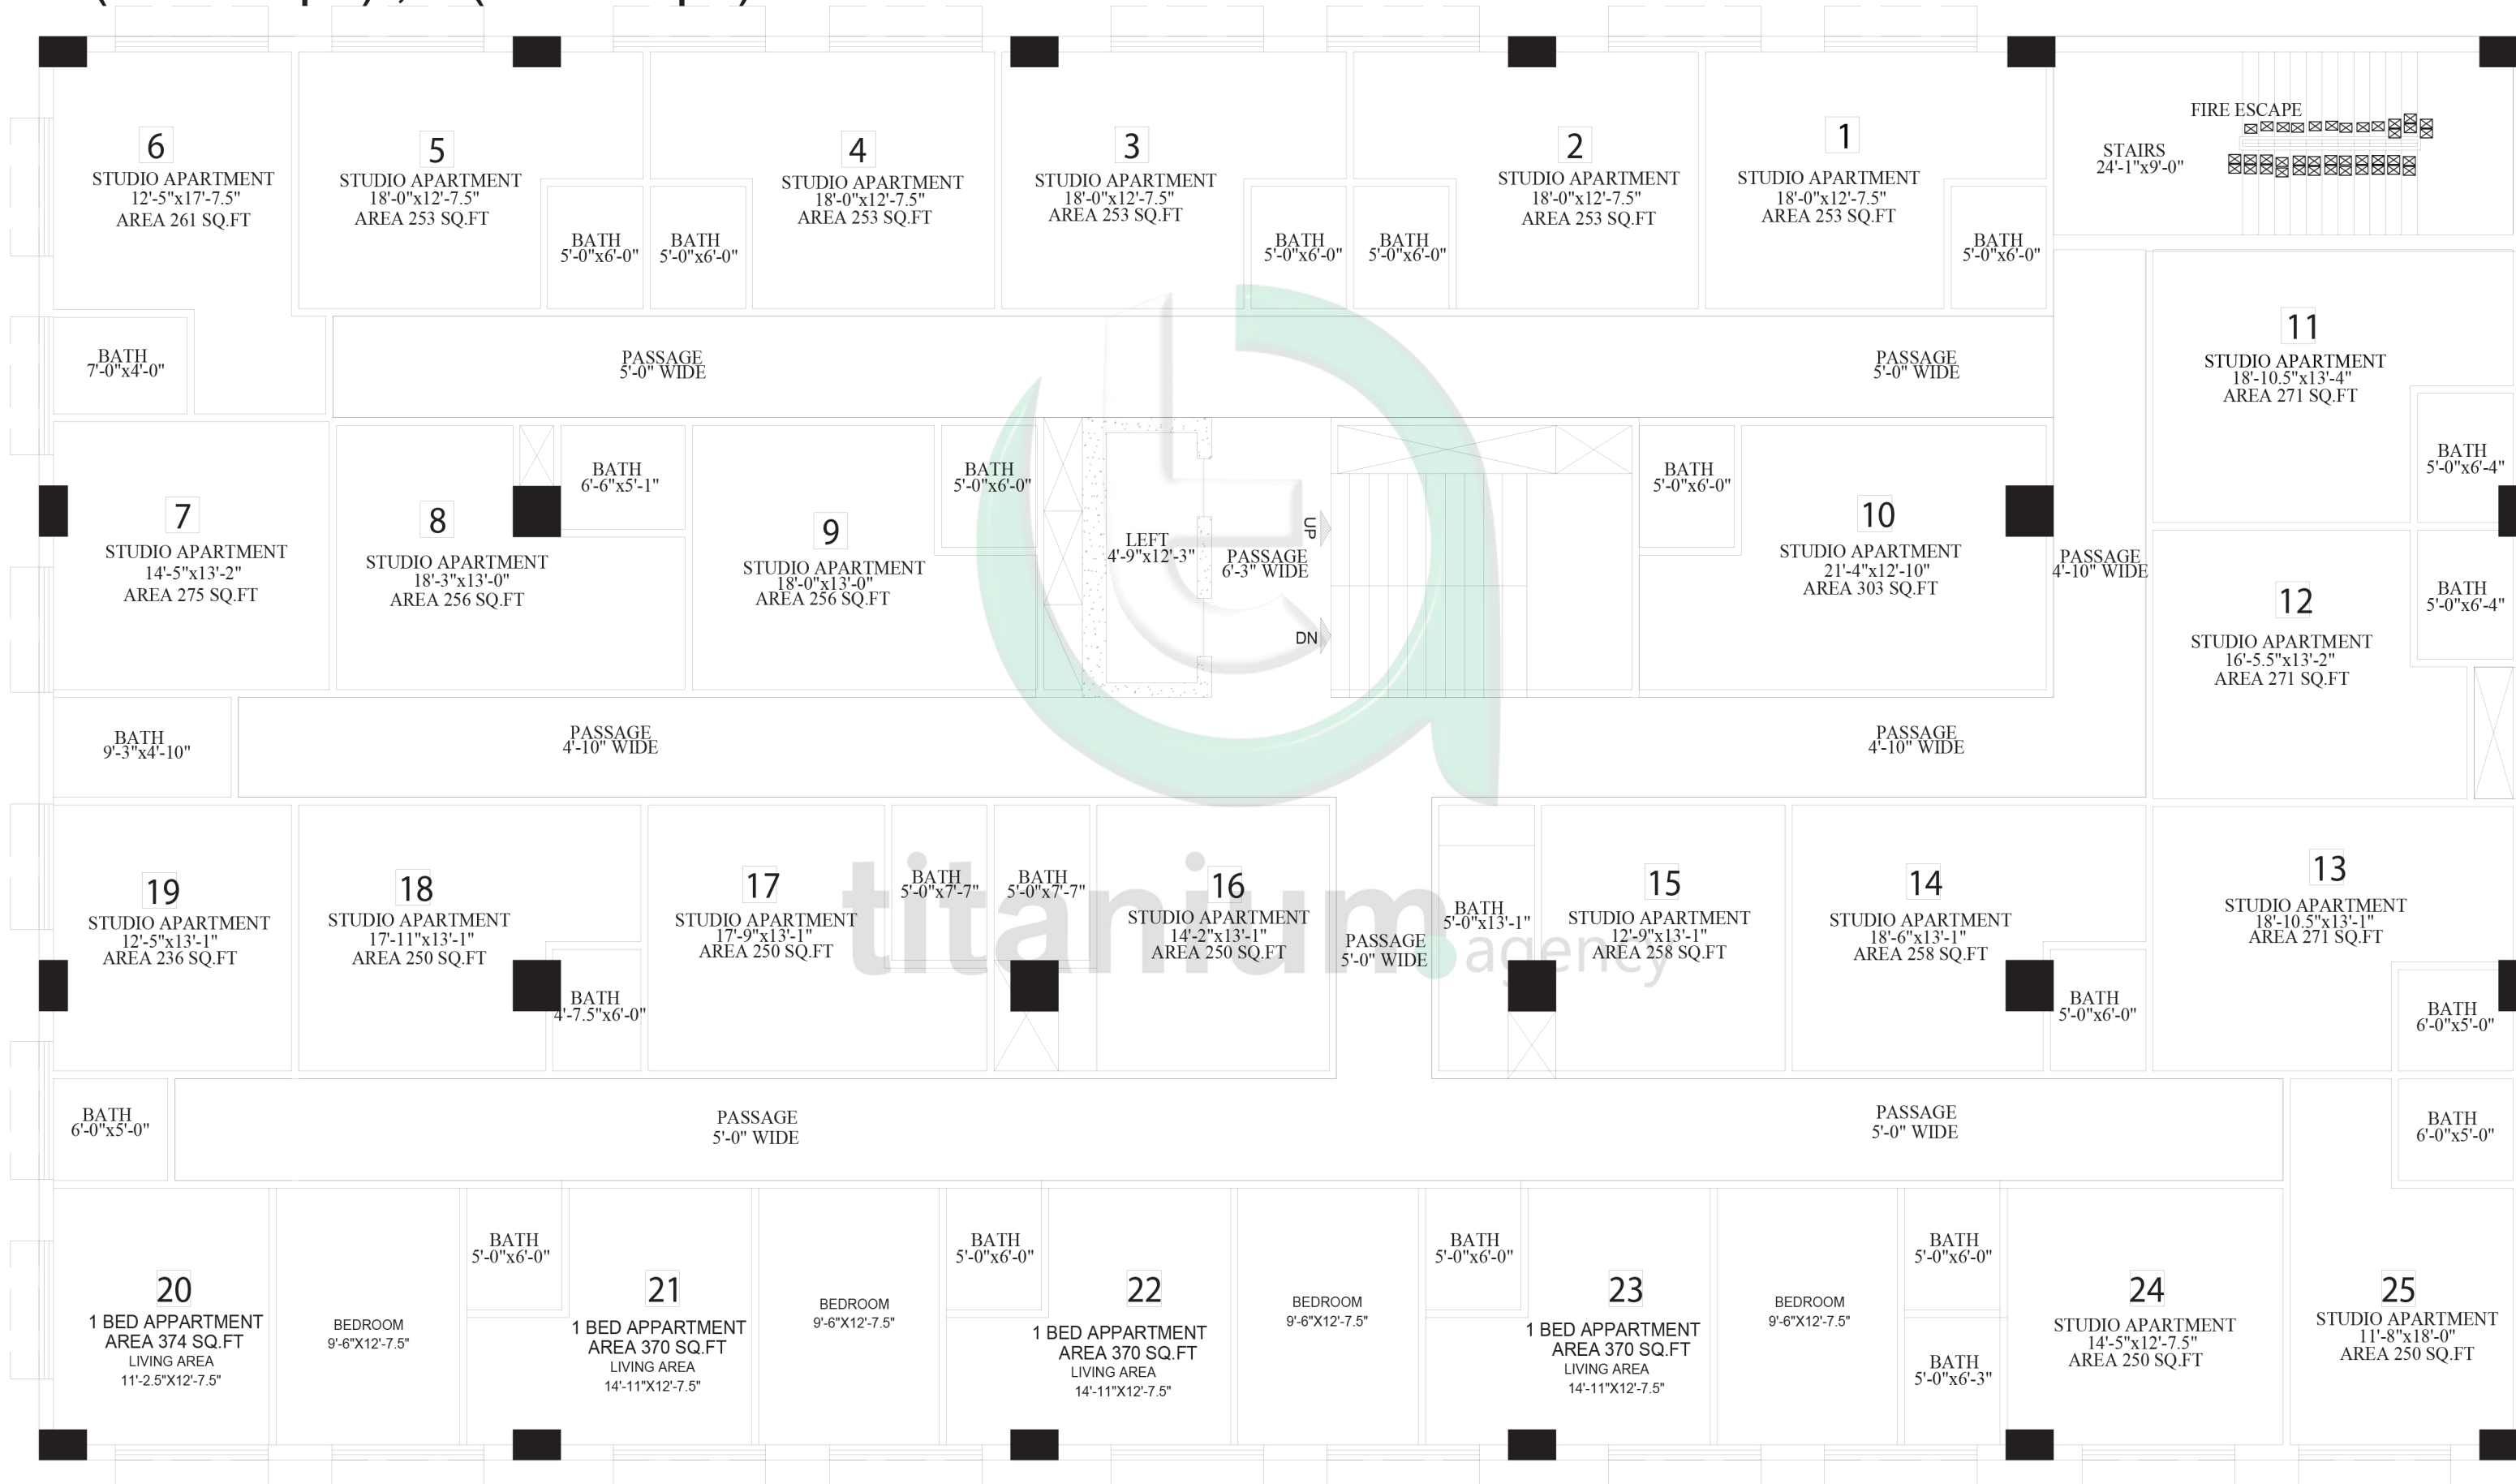 6
STUDIO APARTMENT
12'-5"x17'-7.5"
AREA 261 SQ.FT
5
STUDIO APARTMENT
18'-0"x12'-7.5"
AREA 253 SQ.FT
BATH
5'-0"x6'-0"
BATH
5'-0"x6'-0"
4
STUDIO APARTMENT
18'-0"x12'-7.5"
AREA 253 SQ.FT
3
STUDIO APARTMENT
18'-0"x12'-7.5"
AREA 253 SQ.FT
BATH
5'-0"x6'-0"
BATH
5'-0"x6'-0"
2
STUDIO APARTMENT
18'-0"x12'-7.5"
AREA 253 SQ.FT
1
STUDIO APARTMENT
18'-0"x12'-7.5"
AREA 253 SQ.FT
BATH
5'-0"x6'-0"
FIRE ESCAPE
STAIRS
24'-1"x9'-0"
BATH
7'-0"x4'-0"
PASSAGE
5'-0" WIDE
PASSAGE
5'-0" WIDE
11
STUDIO APARTMENT
18'-10.5"x13'-4"
AREA 271 SQ.FT
BATH
5'-0"x6'-4"
7
STUDIO APARTMENT
14'-5"x13'-2"
AREA 275 SQ.FT
8
STUDIO APARTMENT
18'-3"x13'-0"
AREA 256 SQ.FT
BATH
6'-6"x5'-1"
9
STUDIO APARTMENT
18'-0"x13'-0"
AREA 256 SQ.FT
BATH
5'-0"x6'-0"
LEFT
4'-9"x12'-3"
PASSAGE
6'-3" WIDE
UP
DN
BATH
5'-0"x6'-0"
10
STUDIO APARTMENT
21'-4"x12'-10"
AREA 303 SQ.FT
PASSAGE
4'-10" WIDE
12
STUDIO APARTMENT
16'-5.5"x13'-2"
AREA 271 SQ.FT
BATH
5'-0"x6'-4"
BATH
9'-3"x4'-10"
PASSAGE
4'-10" WIDE
PASSAGE
4'-10" WIDE
19
STUDIO APARTMENT
12'-5"x13'-1"
AREA 236 SQ.FT
18
STUDIO APARTMENT
17'-11"x13'-1"
AREA 250 SQ.FT
BATH
4'-7.5"x6'-0"
17
STUDIO APARTMENT
17'-9"x13'-1"
AREA 250 SQ.FT
BATH
5'-0"x7'-7"
BATH
5'-0"x7'-7"
16
STUDIO APARTMENT
14'-2"x13'-1"
AREA 250 SQ.FT
titanium agency
PASSAGE
5'-0" WIDE
BATH
5'-0"x13'-1"
15
STUDIO APARTMENT
12'-9"x13'-1"
AREA 258 SQ.FT
14
STUDIO APARTMENT
18'-6"x13'-1"
AREA 258 SQ.FT
BATH
5'-0"x6'-0"
13
STUDIO APARTMENT
18'-10.5"x13'-1"
AREA 271 SQ.FT
BATH
6'-0"x5'-0"
BATH
6'-0"x5'-0"
PASSAGE
5'-0" WIDE
PASSAGE
5'-0" WIDE
BATH
6'-0"x5'-0"
20
1 BED APPARTMENT
AREA 374 SQ.FT
LIVING AREA
11'-2.5"X12'-7.5"
BEDROOM
9'-6"X12'-7.5"
BATH
5'-0"x6'-0"
21
1 BED APPARTMENT
AREA 370 SQ.FT
LIVING AREA
14'-11"X12'-7.5"
BEDROOM
9'-6"X12'-7.5"
BATH
5'-0"x6'-0"
22
1 BED APPARTMENT
AREA 370 SQ.FT
LIVING AREA
14'-11"X12'-7.5"
BEDROOM
9'-6"X12'-7.5"
BATH
5'-0"x6'-0"
23
1 BED APPARTMENT
AREA 370 SQ.FT
LIVING AREA
14'-11"X12'-7.5"
BEDROOM
9'-6"X12'-7.5"
BATH
5'-0"x6'-0"
BATH
5'-0"x6'-3"
24
STUDIO APARTMENT
14'-5"x12'-7.5"
AREA 250 SQ.FT
25
STUDIO APARTMENT
11'-8"x18'-0"
AREA 250 SQ.FT